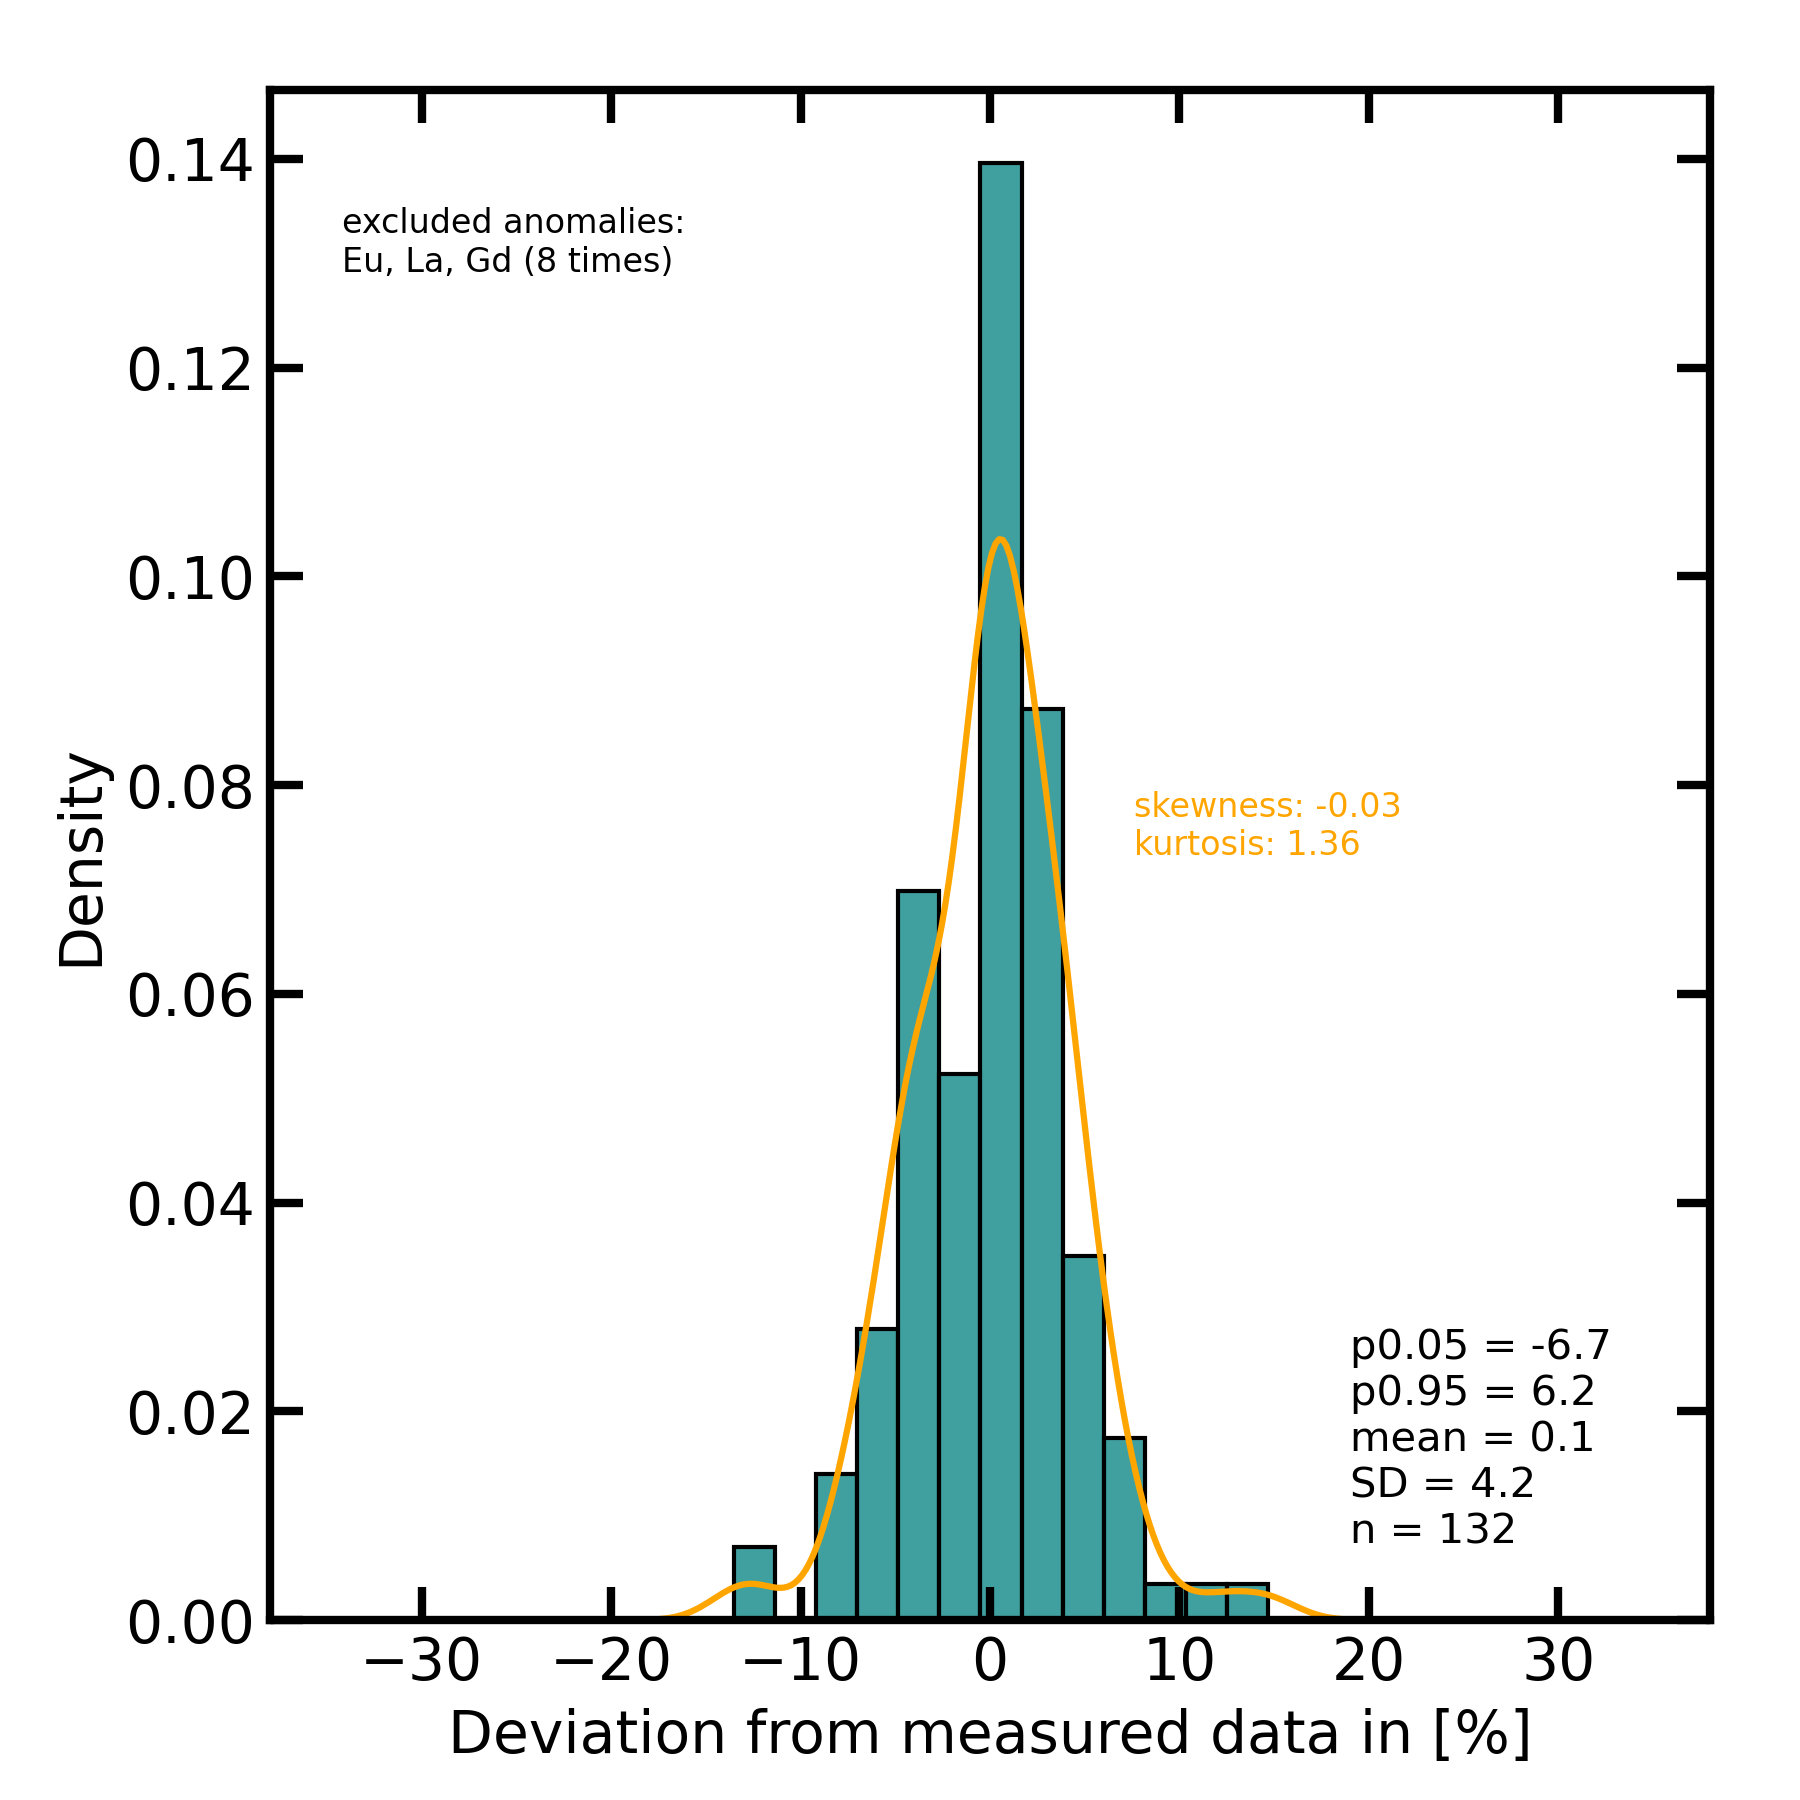 0.14
0.12
0.10
0.08
0.06
0.04
0.02
0.00
Density
excluded anomalies:
Eu, La, Gd (8 times)
skewness: -0.03
kurtosis: 1.36
p0.05 = -6.7
p0.95 = 6.2
mean = 0.1
SD = 4.2
n = 132
−30 −20 −10 0 10 20 30
Deviation from measured data in [%]